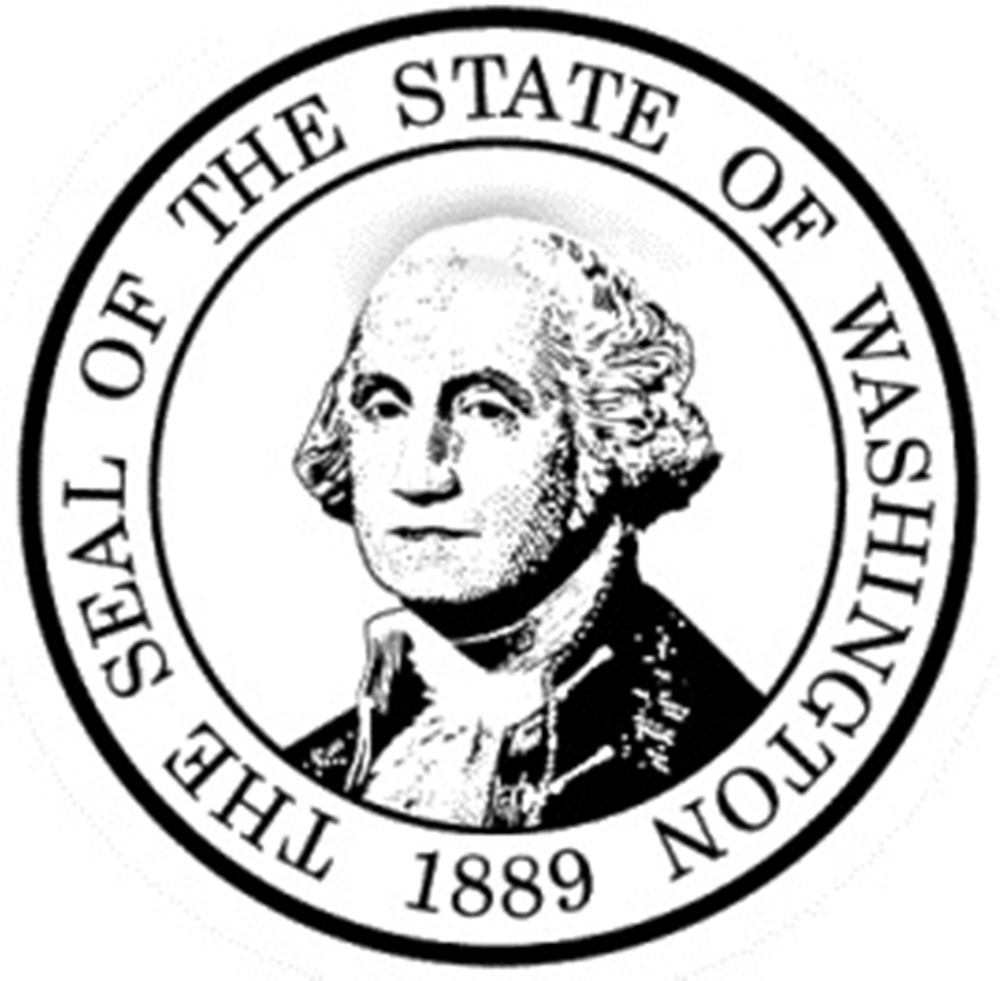 THE SEAL OF THE STATE OF WASHINGTON
1889